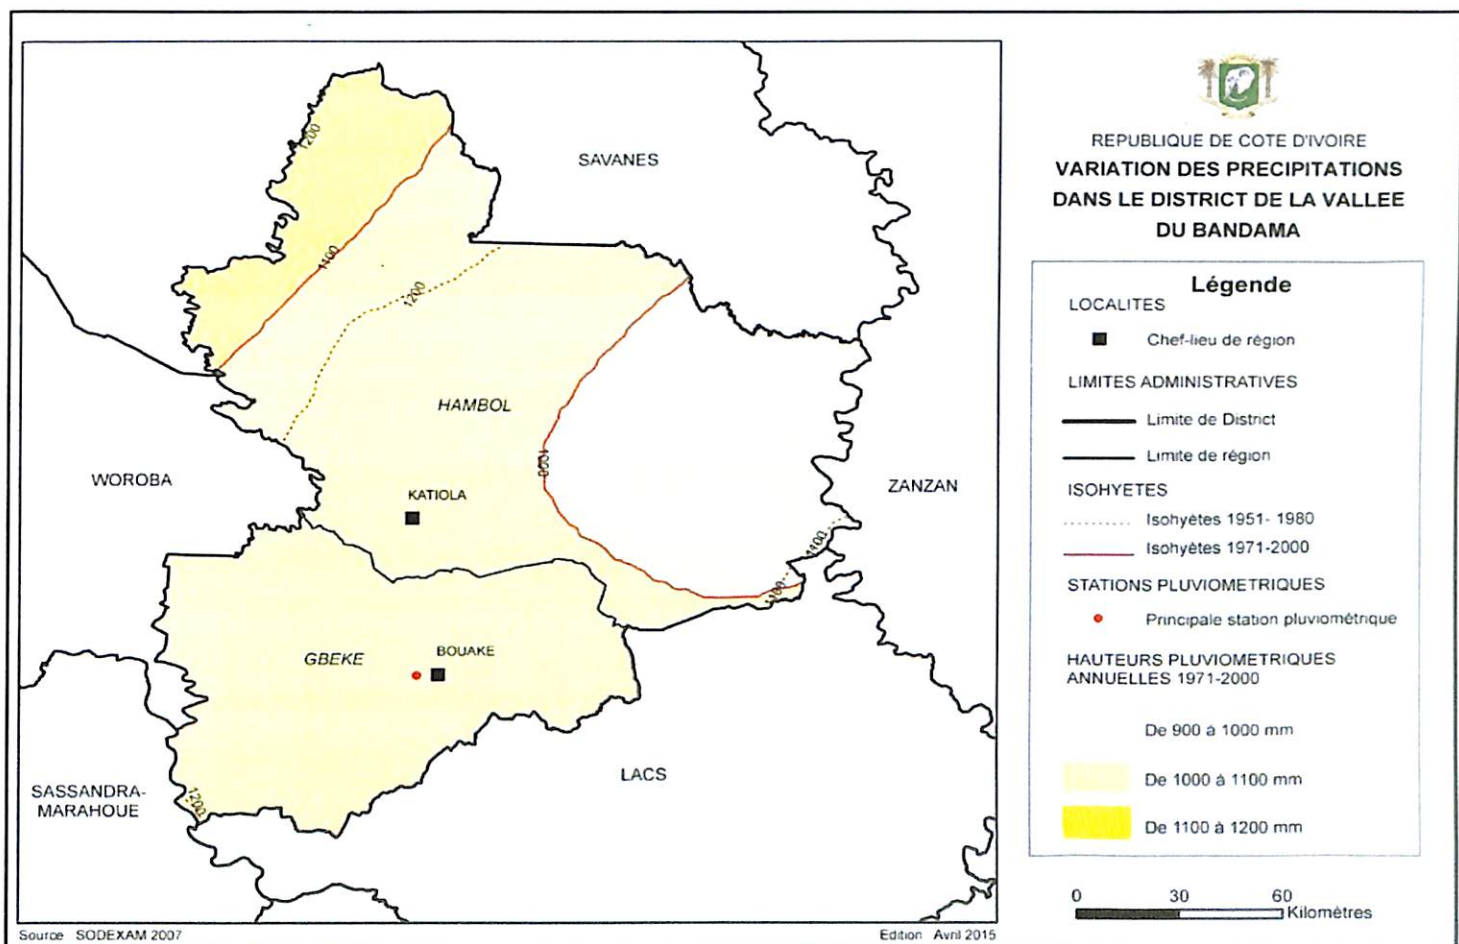 REPUBLIQUE DE COTE D'IVOIRE
VARIATION DES PRECIPITATIONS
DANS LE DISTRICT DE LA VALLEE
DU BANDAMA
Légende
LOCALITES
Chef-lieu de région
LIMITES ADMINISTRATIVES
Limite de District
Limite de région
ISOHYETES
Isohyètes 1951- 1980
Isohyètes 1971-2000
STATIONS PLUVIOMETRIQUES
Principale station pluviométrique
HAUTEURS PLUVIOMETRIQUES
ANNUELLES 1971-2000
De 900 à 1000 mm
De 1000 à 1100 mm
De 1100 à 1200 mm
0 30 60
Kilomètres
1200
SAVANES
1100
1200
HAMBOL
1000
WOROBA
KATIOLA
ZANZAN
1100
1100
GBEKE
BOUAKE
LACS
SASSANDRA-
MARAHOUE
1200
Source SODEXAM 2007
Edition Avril 2015